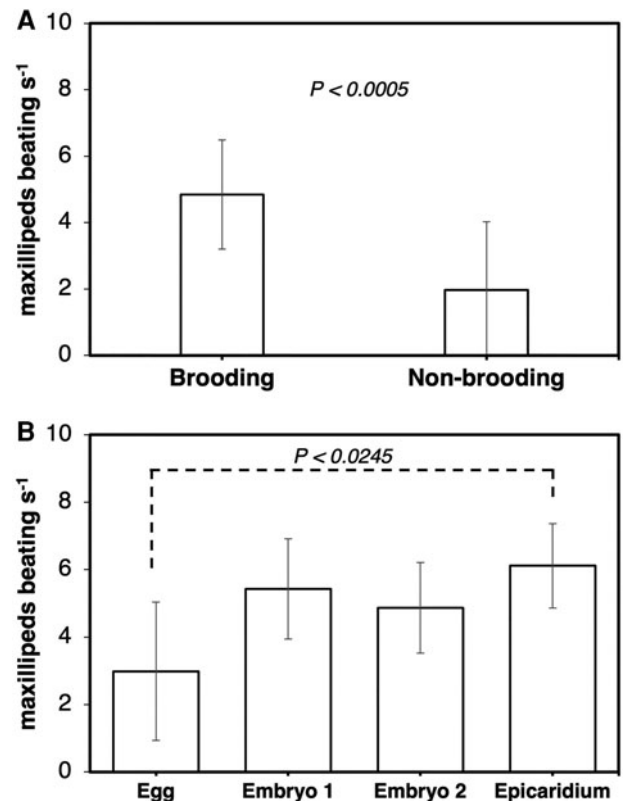 A
maxillipeds beating s-1
10
8
6
4
2
0
P < 0.0005
Brooding Non-brooding
B
maxillipeds beating s-1
10
8
6
4
2
0
P < 0.0245
Egg Embryo 1 Embryo 2 Epicaridium